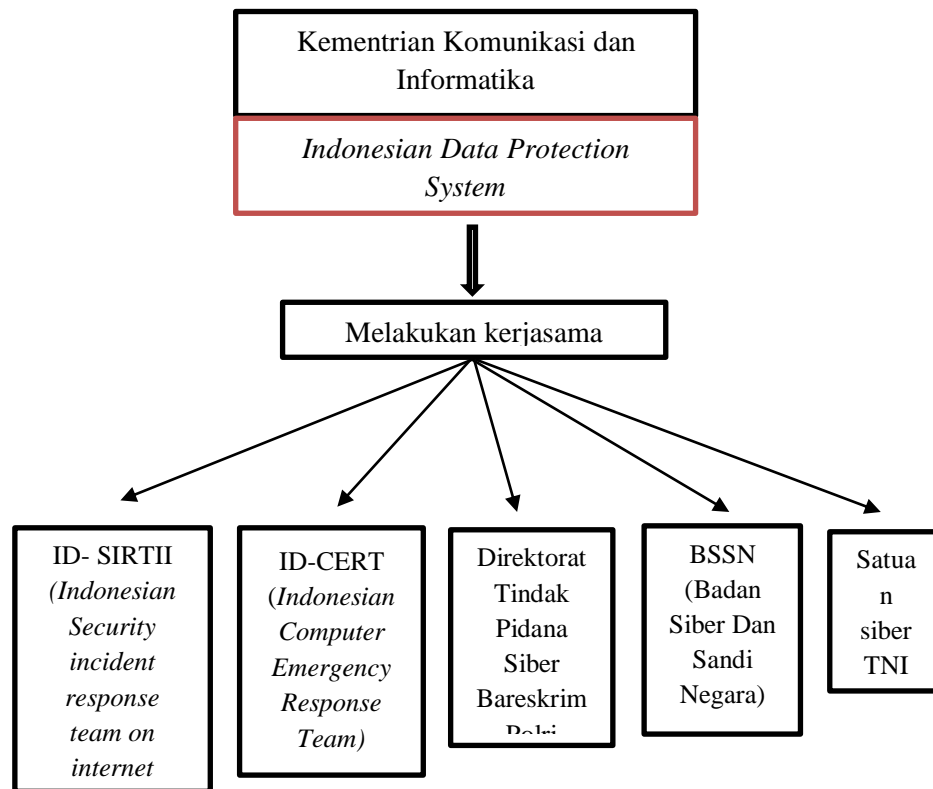 Kementrian Komunikasi dan
Informatika
Indonesian Data Protection
System
Melakukan kerjasama
ID- SIRTII
(Indonesian
Security
incident
response
team on
internet
ID-CERT
(Indonesian
Computer
Emergency
Response
Team)
Direktorat
Tindak
Pidana
Siber
Bareskrim
Polri
BSSN
(Badan
Siber Dan
Sandi
Negara)
Satua
n
siber
TNI